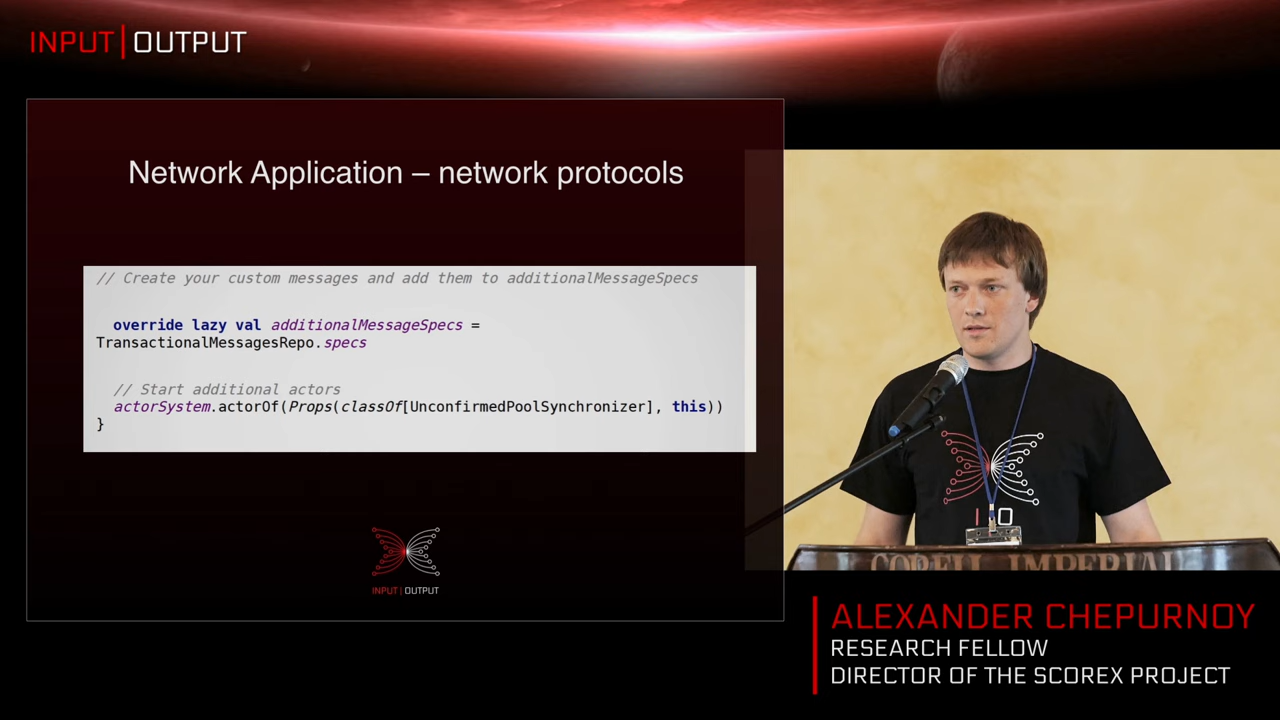 INPUT | OUTPUT
Network Application – network protocols
// Create your custom messages and add them to additionalMessageSpecs
override lazy val additionalMessageSpecs =
TransactionalMessagesRepo.specs
// Start additional actors
actorSystem.actorOf(Props(classOf[UnconfirmedPoolSynchronizer], this))
}
INPUT | OUTPUT
I O
CORELL IMPERIAL
ALEXANDER CHEPURNOY
RESEARCH FELLOW
DIRECTOR OF THE SCOREX PROJECT